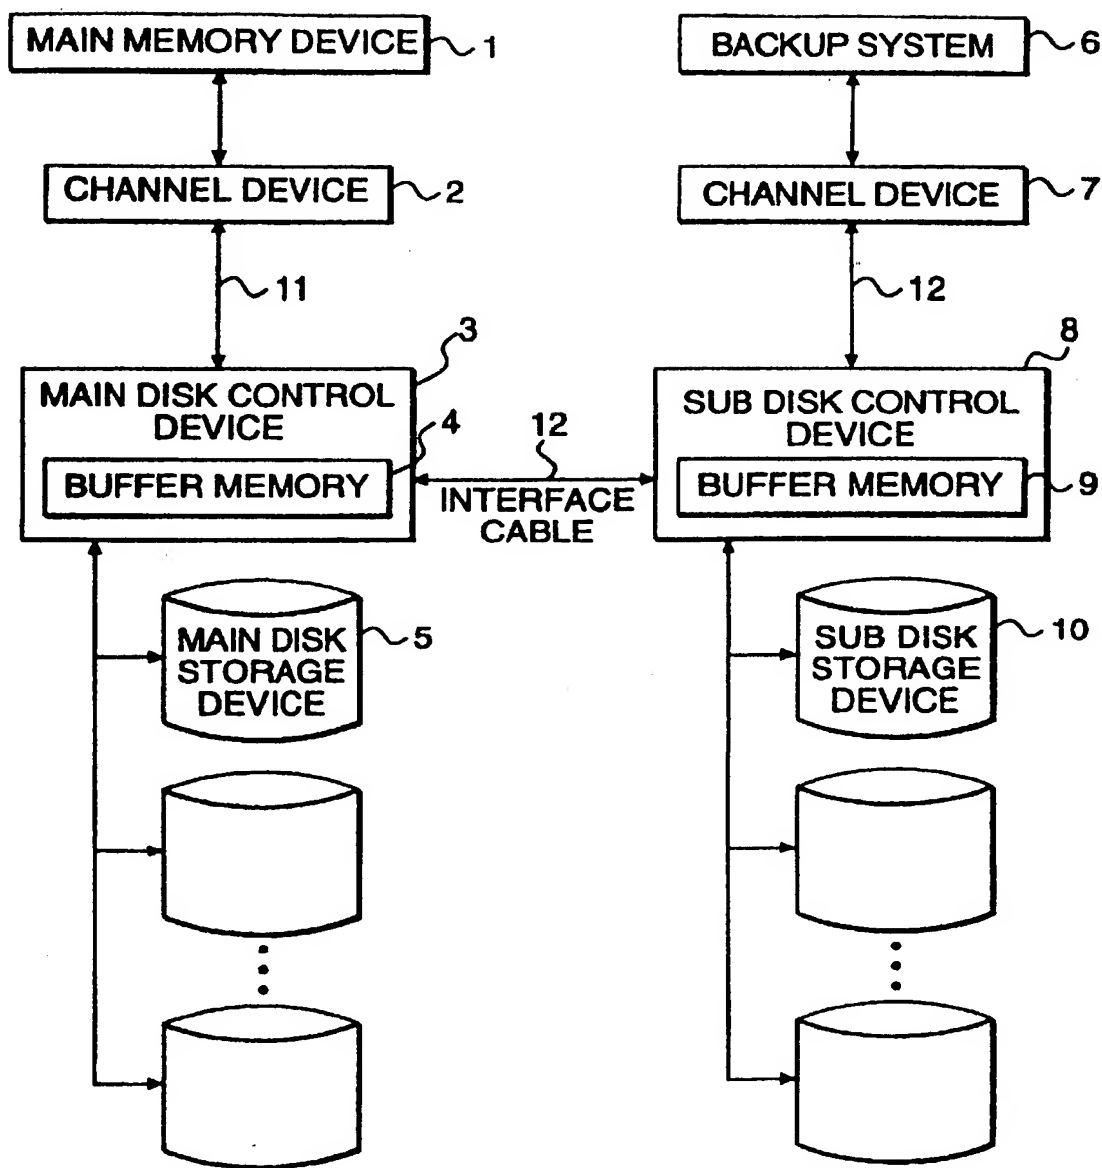 MAIN MEMORY DEVICE
1
BACKUP SYSTEM
6
CHANNEL DEVICE
2
CHANNEL DEVICE
7
11
12
3
MAIN DISK CONTROL
DEVICE
4
BUFFER MEMORY
12
INTERFACE
CABLE
8
SUB DISK CONTROL
DEVICE
BUFFER MEMORY
9
MAIN DISK
STORAGE
DEVICE
5
SUB DISK
STORAGE
DEVICE
10